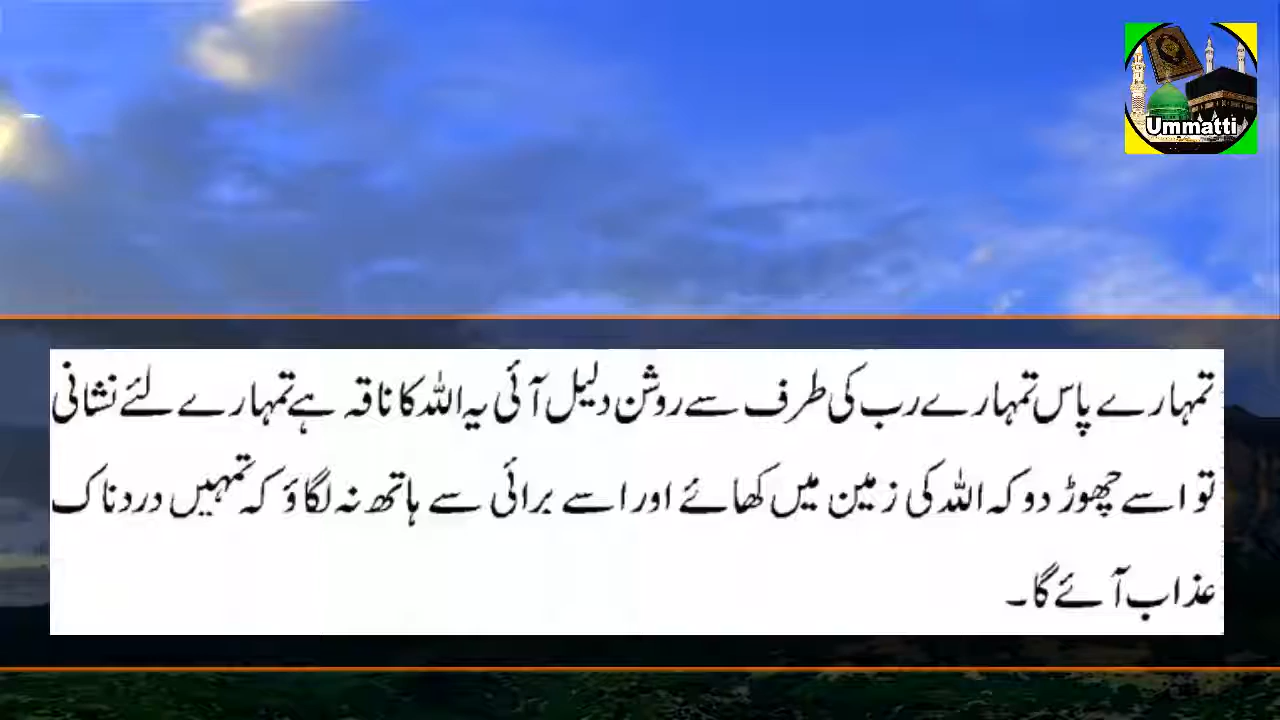 Ummatti
تمہارے پاس تمہارے رب کی طرف سے روشن دلیل آئی یہ اللہ کا ناقہ ہے تمہارے لئے نشانی
تو اسے چھوڑ دو کہ اللہ کی زمین میں کھائے اور اسے برائی سے ہاتھ نہ لگاؤ کہ تمہیں دردناک
عذاب آئے گا۔